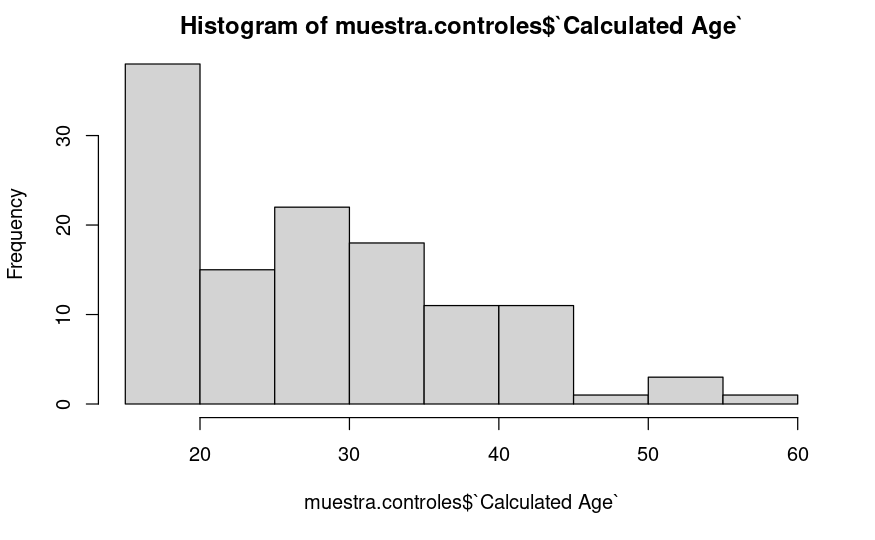 Histogram of muestra.controles$`Calculated Age`
Frequency
30
20
10
0
20 30 40 50 60
muestra.controles$`Calculated Age`